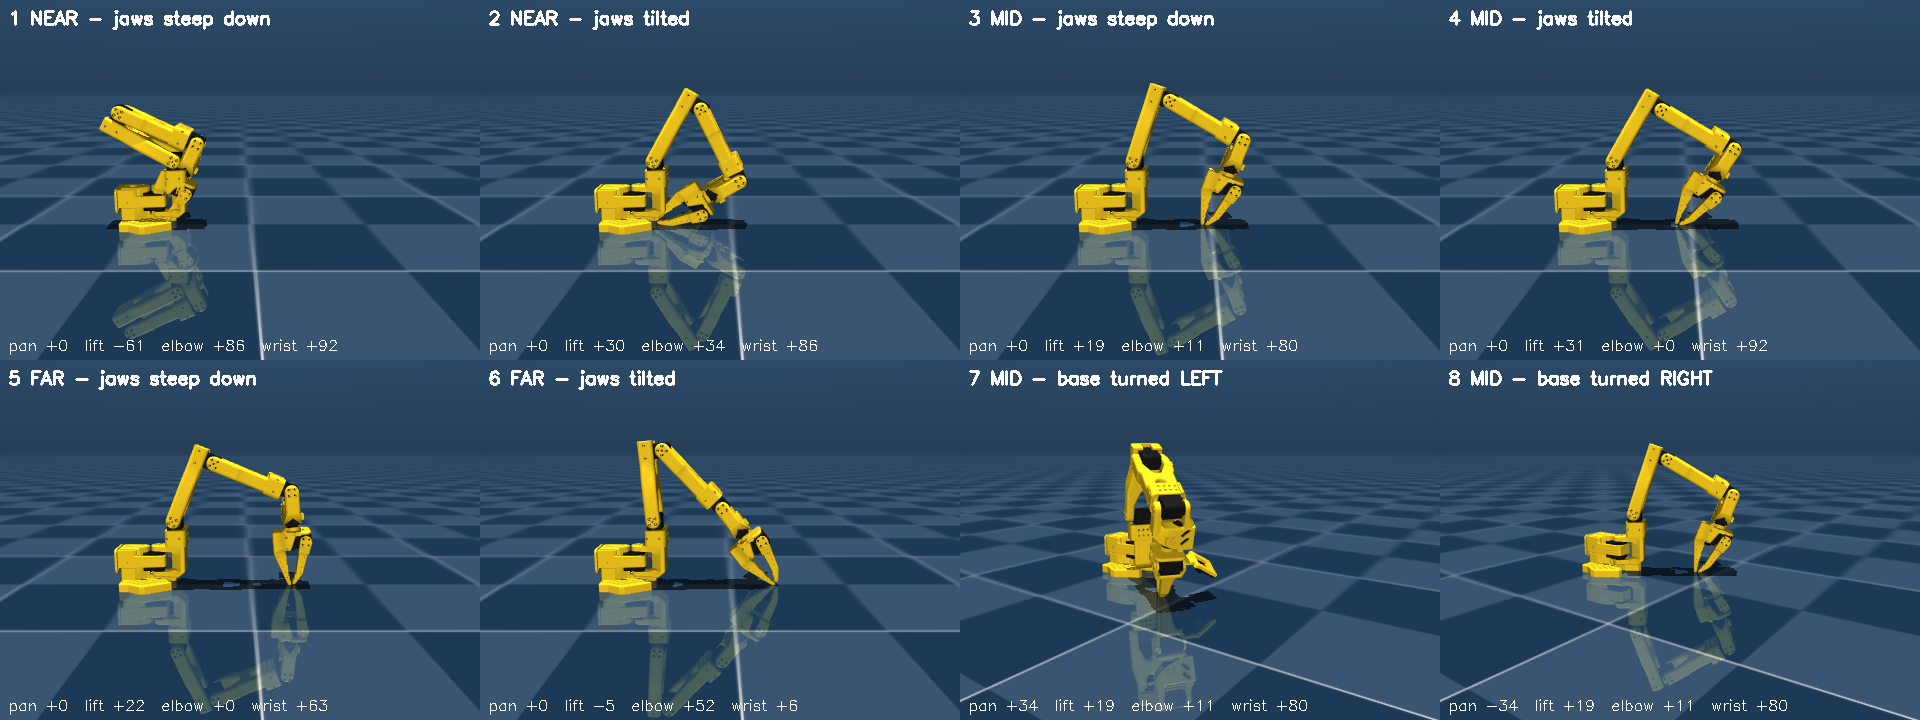 1 NEAR - jaws steep down
2 NEAR - jaws tilted
3 MID - jaws steep down
4 MID - jaws tilted
pan +0 lift -61 elbow +86 wrist +92
pan +0 lift +30 elbow +34 wrist +86
pan +0 lift +19 elbow +11 wrist +80
pan +0 lift +31 elbow +0 wrist +92
5 FAR - jaws steep down
6 FAR - jaws tilted
7 MID - base turned LEFT
8 MID - base turned RIGHT
pan +0 lift +22 elbow +0 wrist +63
pan +0 lift -5 elbow +52 wrist +6
pan +34 lift +19 elbow +11 wrist +80
pan -34 lift +19 elbow +11 wrist +80